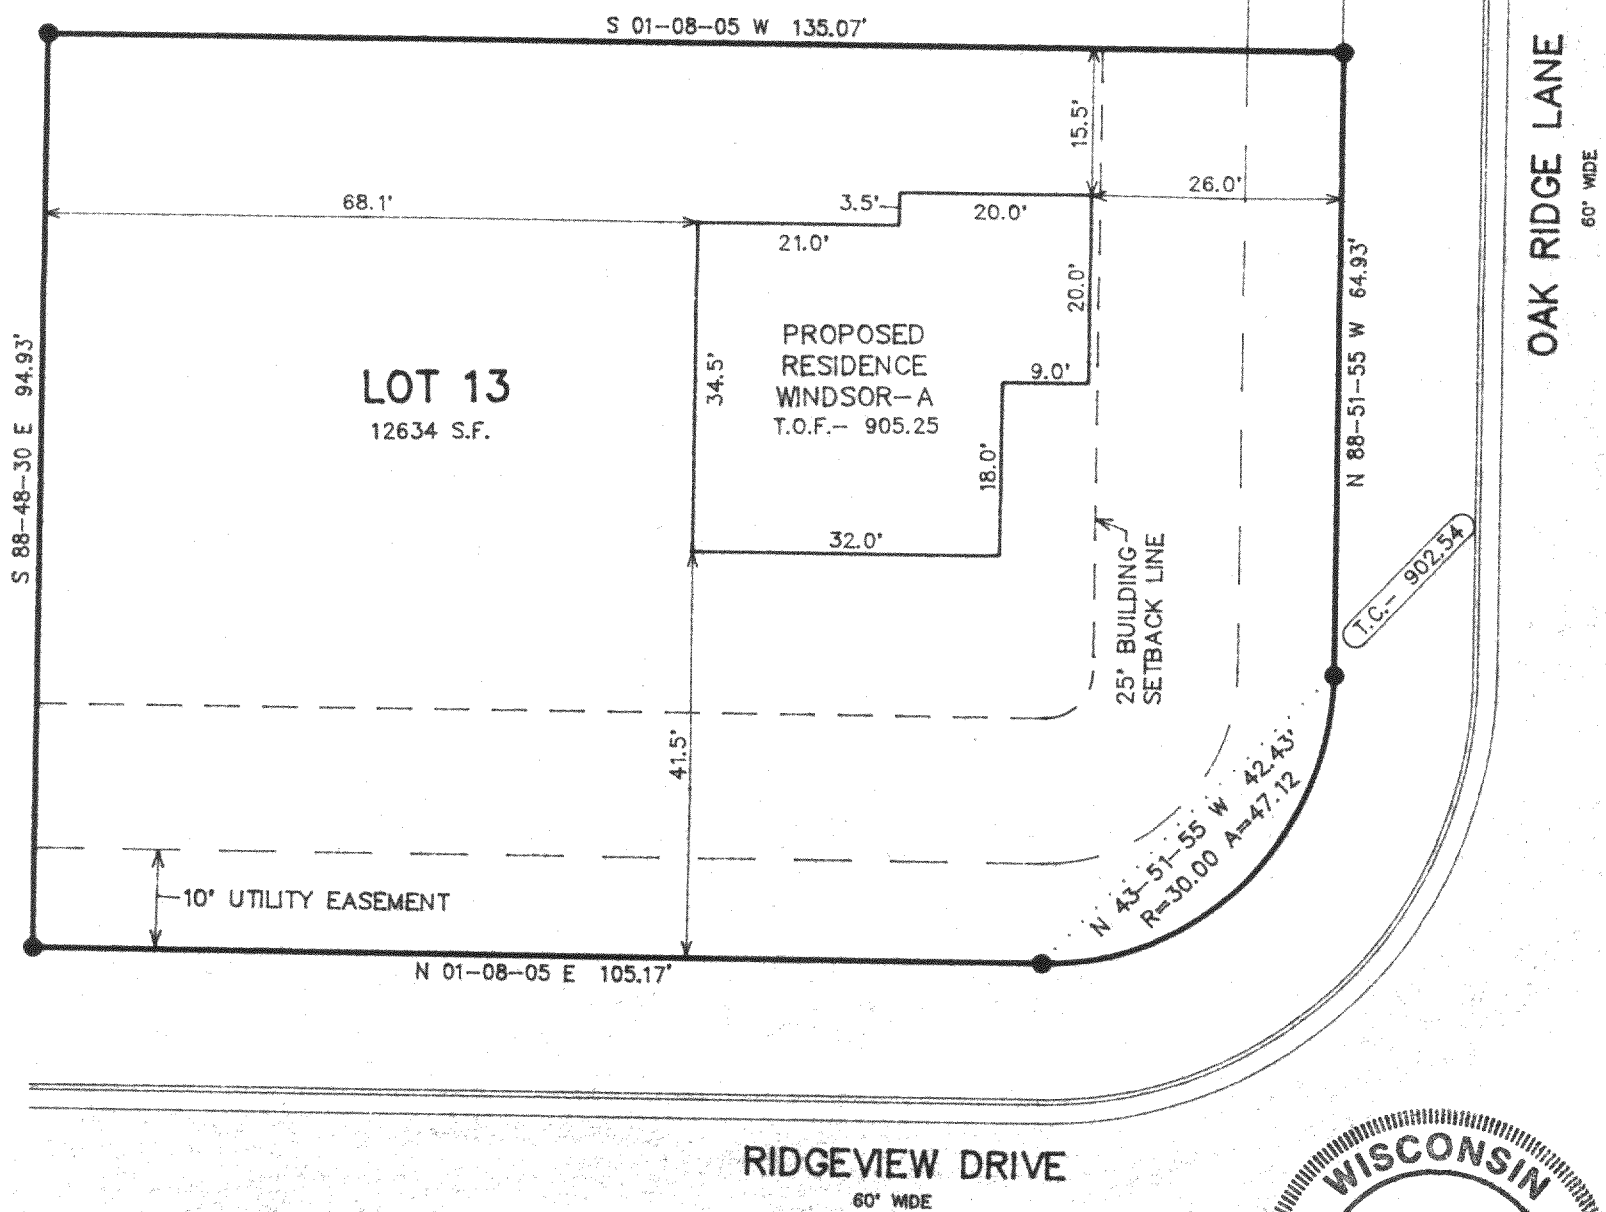 S 01-08-05 W 135.07'
OAK RIDGE LANE
60' WIDE
15.5'
68.1'
3.5'
20.0'
26.0'
21.0'
20.0'
N 88-51-55 W 64.93'
S 88-48-30 E 94.93'
LOT 13
12634 S.F.
34.5'
PROPOSED
RESIDENCE
WINDSOR-A
T.O.F.- 905.25
9.0'
18.0'
32.0'
25' BUILDING
SETBACK LINE
T.C.- 902.54
41.5'
N 43-51-55 W 42.43'
R=30.00 A=47.12
10' UTILITY EASEMENT
N 01-08-05 E 105.17'
RIDGEVIEW DRIVE
60' WIDE
WISCONSIN